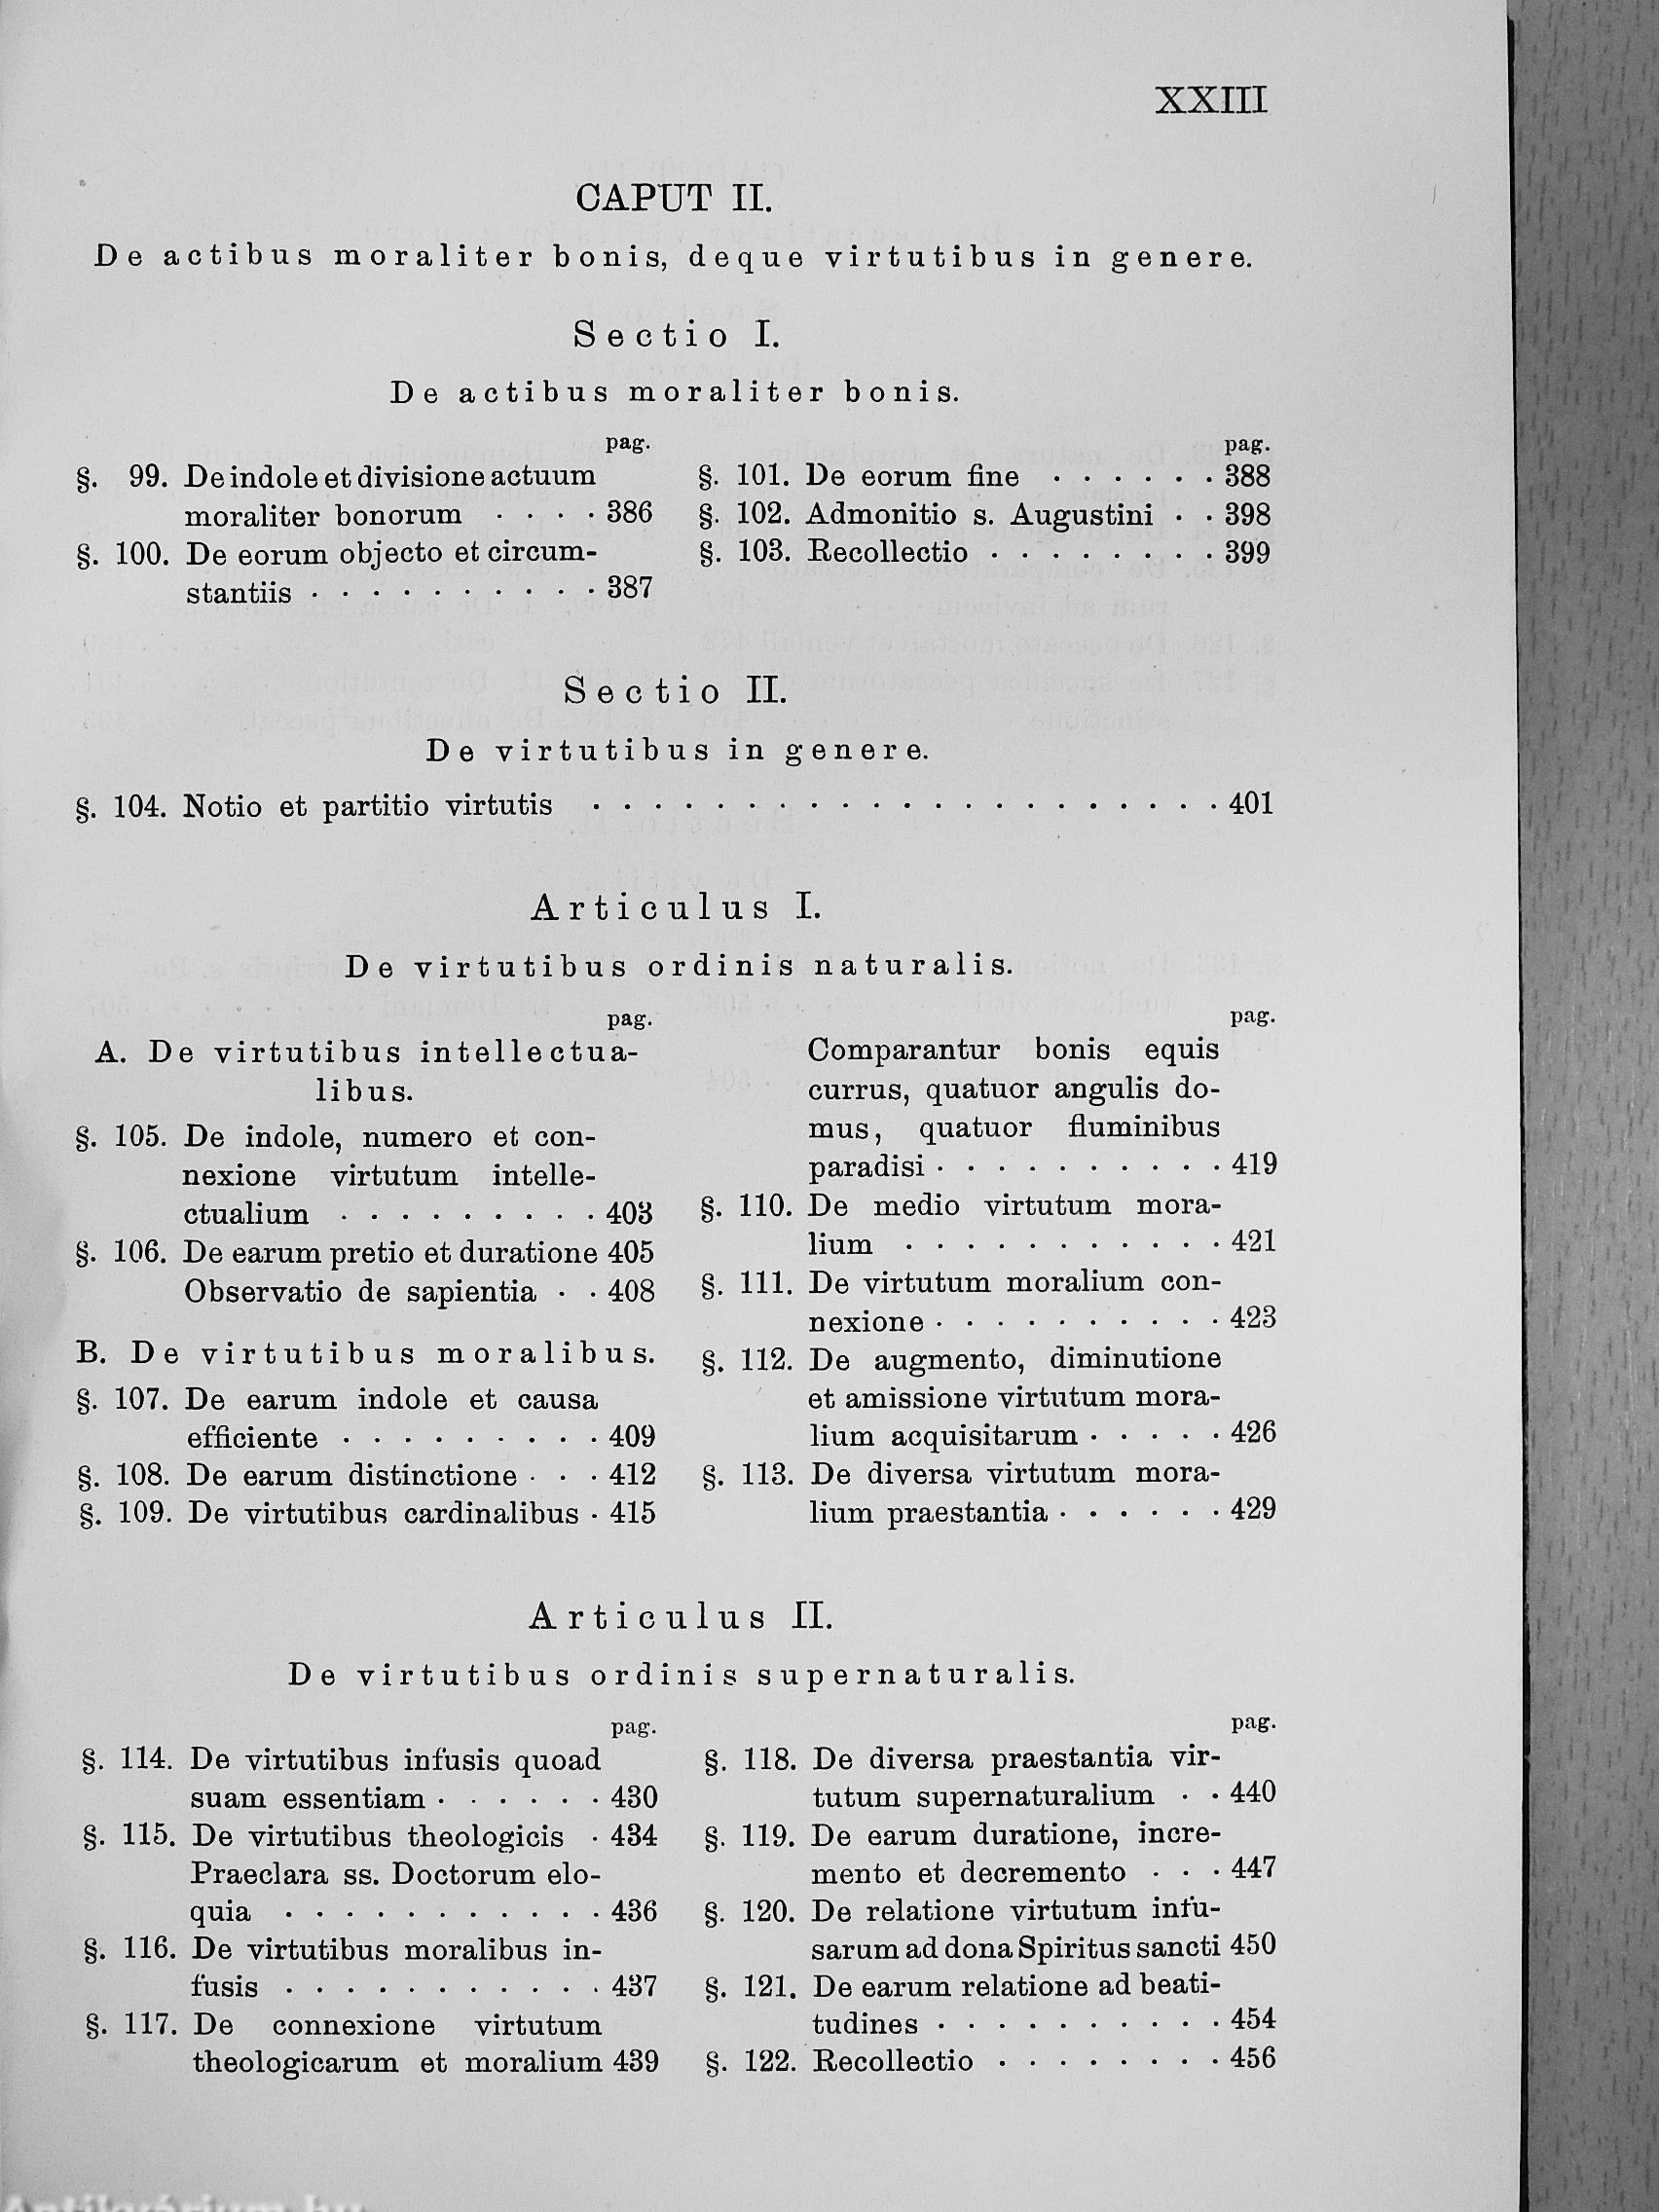 XXIII
CAPUT II.
De actibus moraliter bonis, deque virtutibus in genere.
Sectio I.
De actibus moraliter bonis.
pag.
§. 99. De indole et divisione actuum
moraliter bonorum . . . . 386
§. 100. De eorum objecto et circum-
stantiis . . . . . . . . . . 387
pag.
§. 101. De eorum fine . . . . . . 388
§. 102. Admonitio s. Augustini . . 398
§. 103. Recollectio . . . . . . . . 399
Sectio II.
De virtutibus in genere.
§. 104. Notio et partitio virtutis . . . . . . . . . . . . . . . . . . . . . 401
Articulus I.
De virtutibus ordinis naturalis.
pag.
A. De virtutibus intellectua-
libus.
§. 105. De indole, numero et con-
nexione virtutum intelle-
ctualium . . . . . . . . . 403
§. 106. De earum pretio et duratione 405
Observatio de sapientia . . 408
B. De virtutibus moralibus.
§. 107. De earum indole et causa
efficiente . . . . . . . . . 409
§. 108. De earum distinctione . . . 412
§. 109. De virtutibus cardinalibus . 415
pag.
Comparantur bonis equis
currus, quatuor angulis do-
mus, quatuor fluminibus
paradisi . . . . . . . . . . 419
§. 110. De medio virtutum mora-
lium . . . . . . . . . . . 421
§. 111. De virtutum moralium con-
nexione . . . . . . . . . . 423
§. 112. De augmento, diminutione
et amissione virtutum mora-
lium acquisitarum . . . . . 426
§. 113. De diversa virtutum mora-
lium praestantia . . . . . . 429
Articulus II.
De virtutibus ordinis supernaturalis.
pag.
§. 114. De virtutibus infusis quoad
suam essentiam . . . . . . 430
§. 115. De virtutibus theologicis . 434
Praeclara ss. Doctorum elo-
quia . . . . . . . . . . . 436
§. 116. De virtutibus moralibus in-
fusis . . . . . . . . . . . 437
§. 117. De connexione virtutum
theologicarum et moralium 439
pag.
§. 118. De diversa praestantia vir-
tutum supernaturalium . . 440
§. 119. De earum duratione, incre-
mento et decremento . . . 447
§. 120. De relatione virtutum infu-
sarum ad dona Spiritus sancti 450
§. 121. De earum relatione ad beati-
tudines . . . . . . . . . . 454
§. 122. Recollectio . . . . . . . . 456